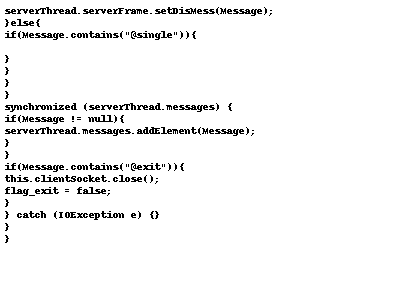 serverThread.serverFrame.setDisMess(Message);
}else{
if(Message.contains("@single")){
}
}
}
}
synchronized (serverThread.messages) {
if(Message != null){
serverThread.messages.addElement(Message);
}
}
if(Message.contains("@exit")){
this.clientSocket.close();
flag_exit = false;
}
} catch (IOException e) {}
}
}